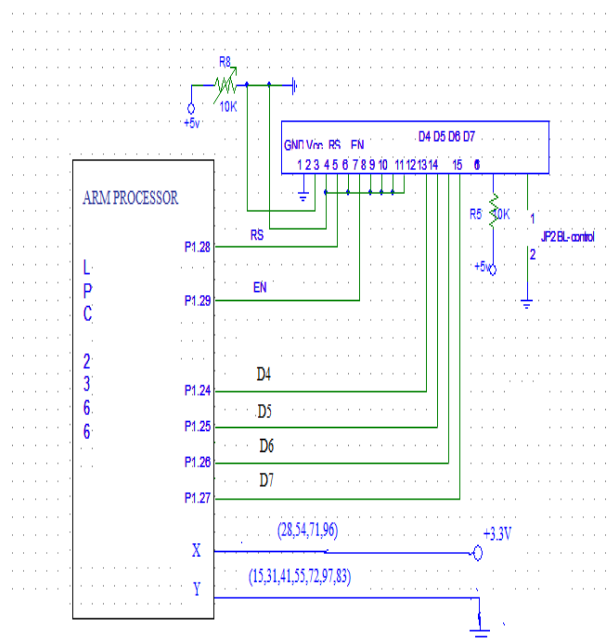 R8
10K
+5v
D4 D5 D6 D7
GND Vcc RS EN
1 2 3 4 5 6 7 8 9 10 11 12 13 14 15
ARM PROCESSOR
R5 10K
1
JP2 BL-control
2
RS
P1.28
+5v
L
P
C
2
3
6
6
EN
P1.29
D4
P1.24
D5
P1.25
D6
P1.26
D7
P1.27
(28,54,71,96)
+3.3V
X
(15,31,41,55,72,97,83)
Y